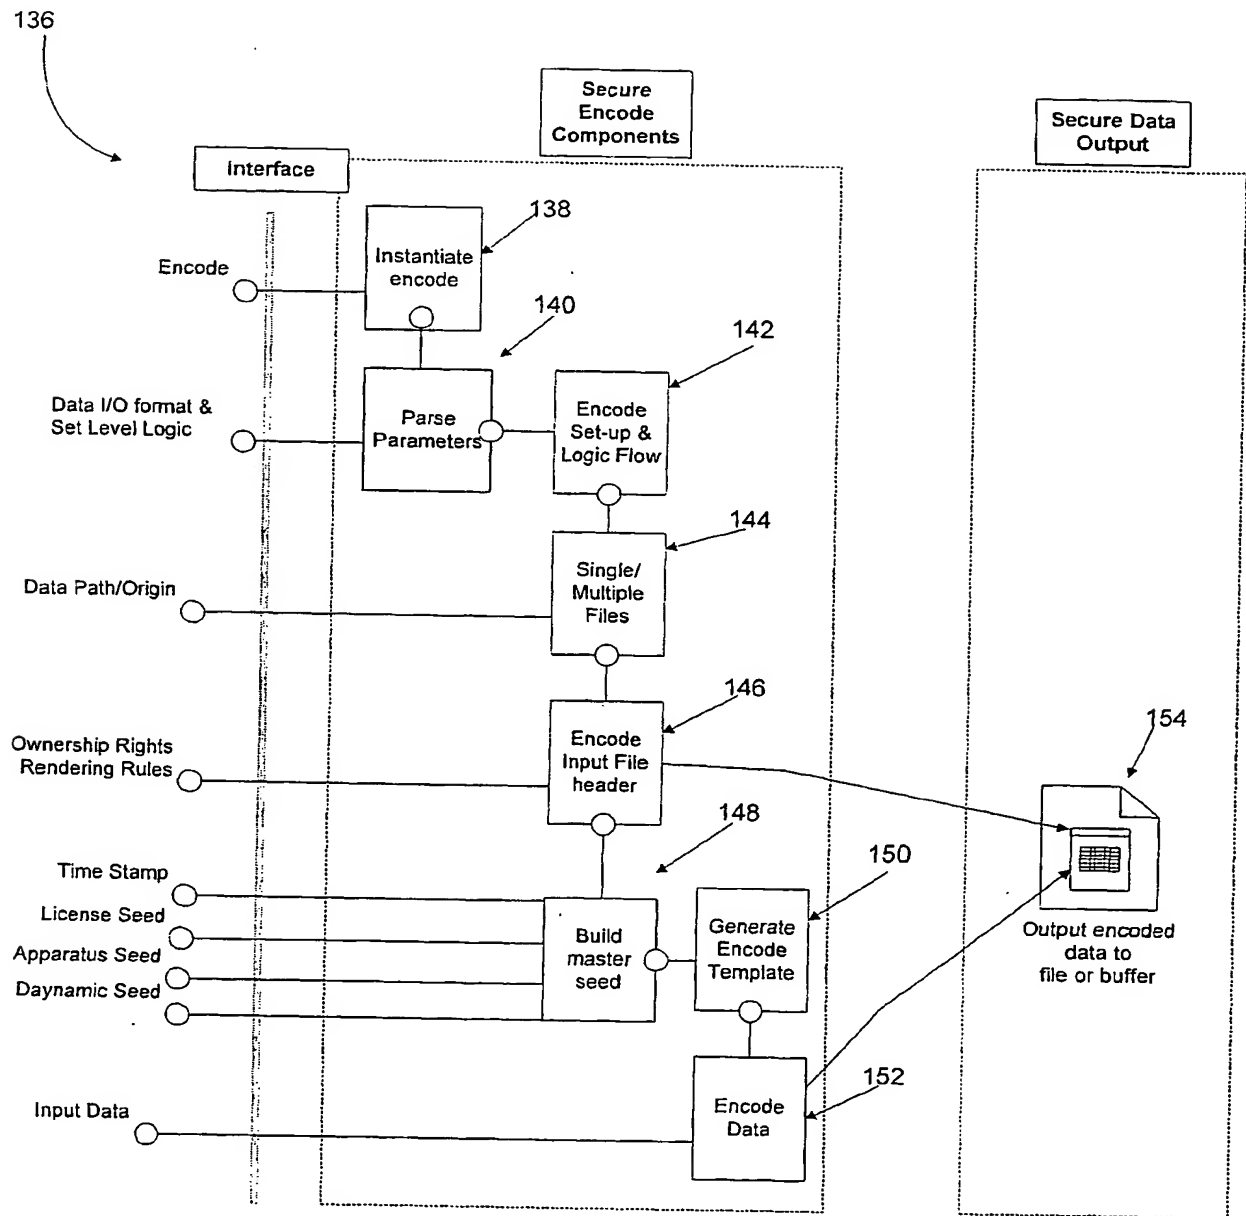 136
Secure
Encode
Components
Secure Data
Output
Interface
138
Instantiate
encode
Encode
140
142
Data I/O format &
Set Level Logic
Parse
Parameters
Encode
Set-up &
Logic Flow
144
Single/
Multiple
Files
Data Path/Origin
146
Encode
Input File
header
Ownership Rights
Rendering Rules
154
148
150
Time Stamp
License Seed
Apparatus Seed
Daynamic Seed
Build
master
seed
Generate
Encode
Template
Output encoded
data to
file or buffer
152
Input Data
Encode
Data